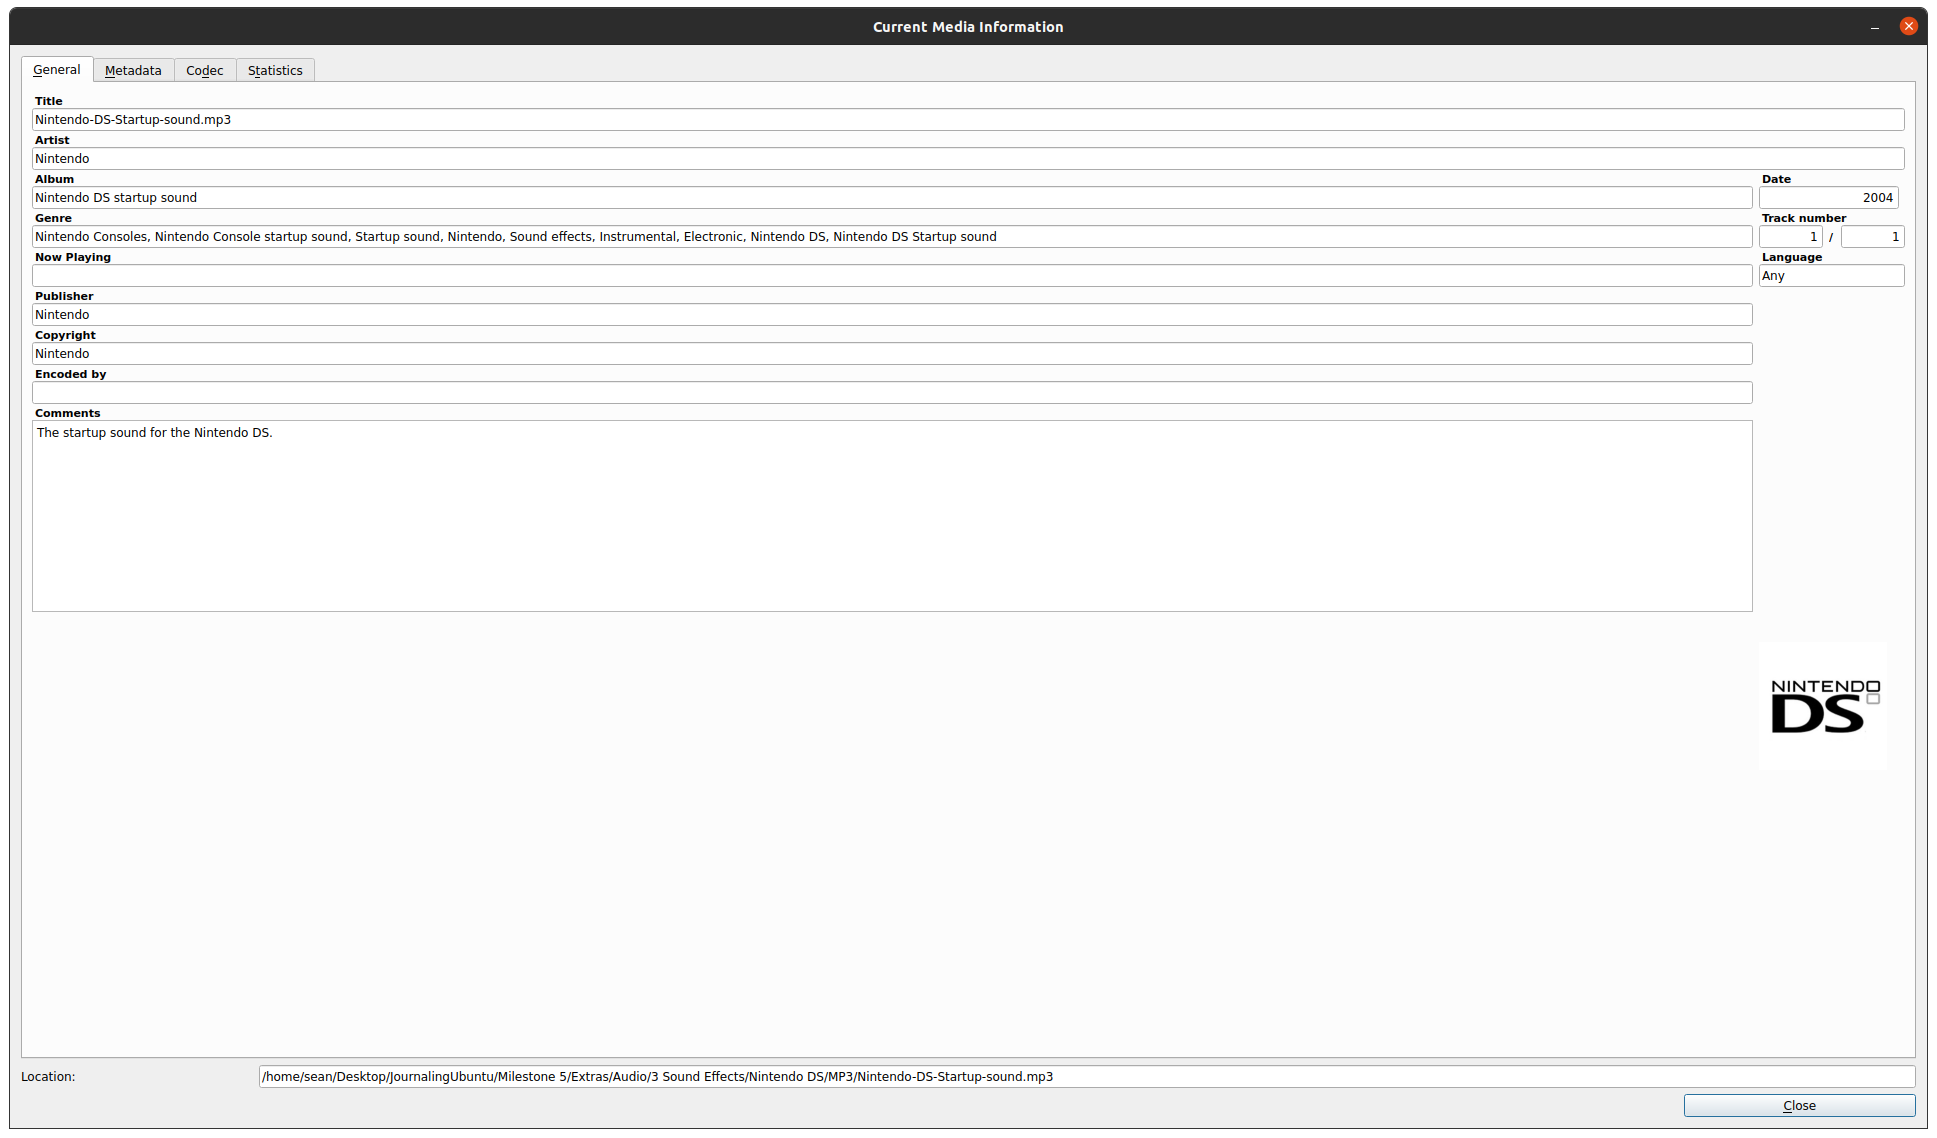 Current Media Information
General Metadata Codec Statistics
Title
Nintendo-DS-Startup-sound.mp3
Artist
Nintendo
Album Date
Nintendo DS startup sound 2004
Genre Track number
Nintendo Consoles, Nintendo Console startup sound, Startup sound, Nintendo, Sound effects, Instrumental, Electronic, Nintendo DS, Nintendo DS Startup sound 1 / 1
Now Playing Language
Any
Publisher
Nintendo
Copyright
Nintendo
Encoded by
Comments
The startup sound for the Nintendo DS.
NINTENDO
DS
Location: /home/sean/Desktop/JournalingUbuntu/Milestone 5/Extras/Audio/3 Sound Effects/Nintendo DS/MP3/Nintendo-DS-Startup-sound.mp3
Close